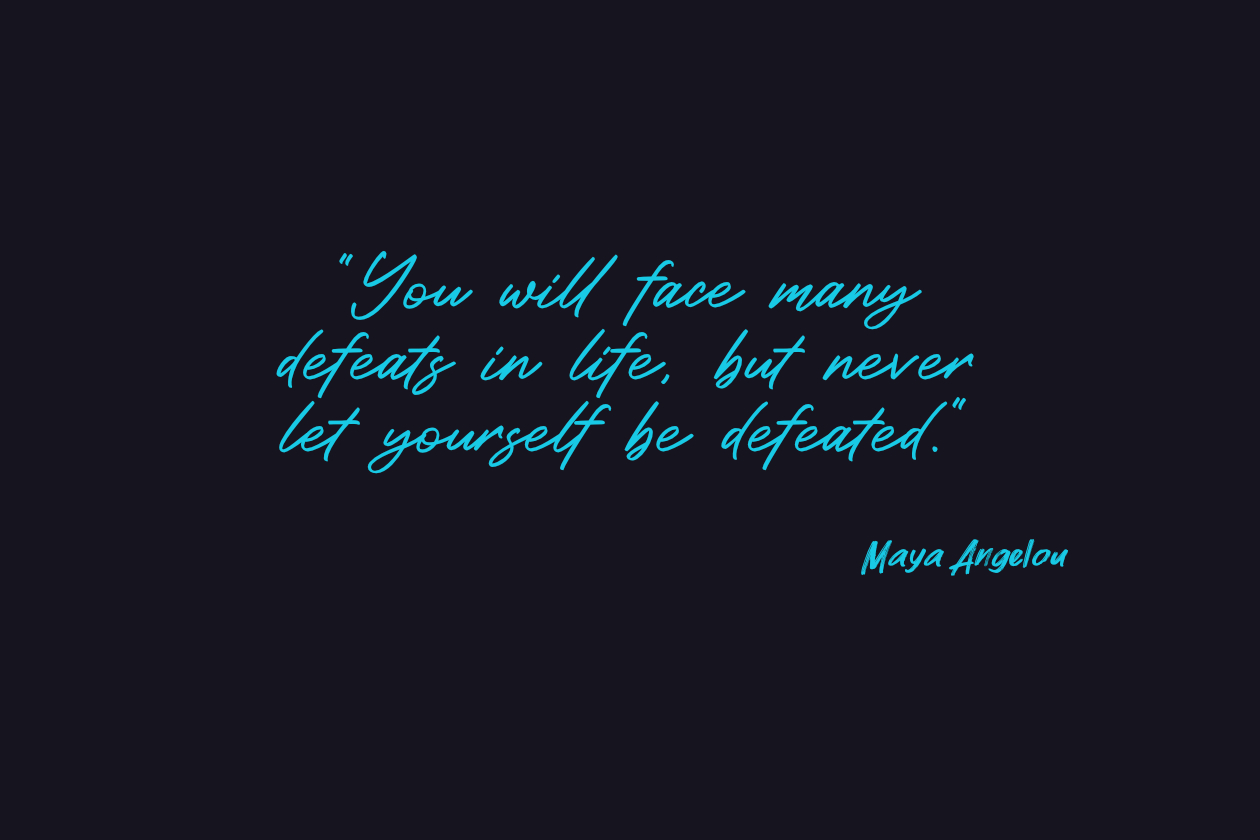 "You will face many
defeats in life, but never
let yourself be defeated."
Maya Angelou